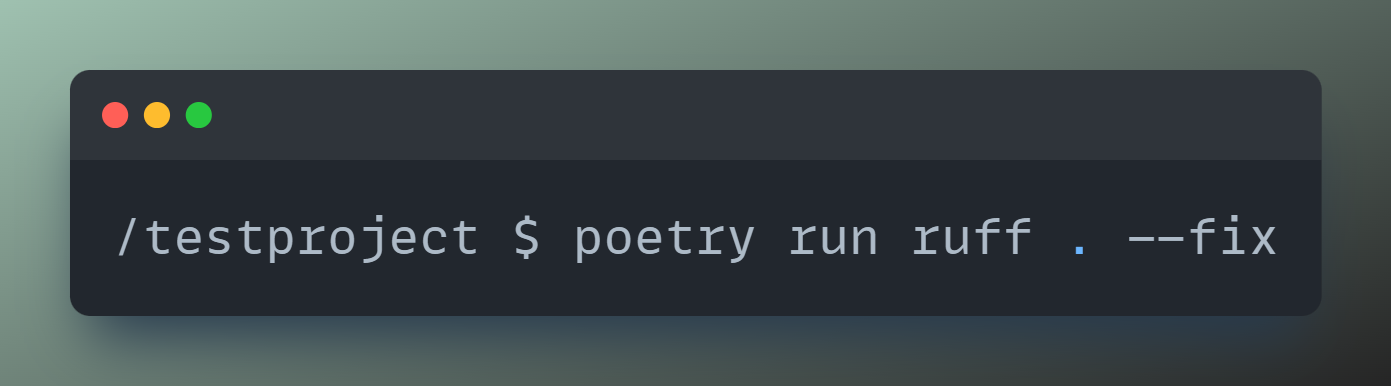 /testproject $ poetry run ruff . --fix